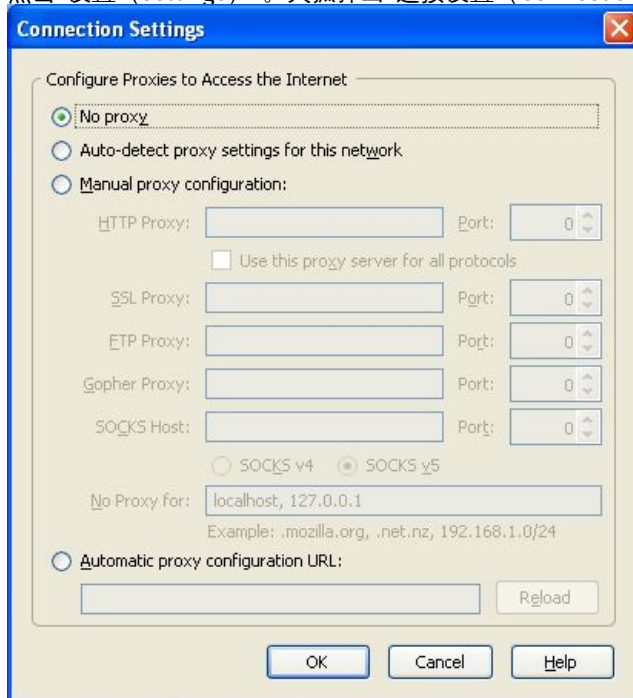 Connection Settings
Configure Proxies to Access the Internet
No proxy
Auto-detect proxy settings for this network
Manual proxy configuration:
HTTP Proxy: Port: 0
Use this proxy server for all protocols
SSL Proxy: Port: 0
FTP Proxy: Port: 0
Gopher Proxy: Port: 0
SOCKS Host: Port: 0
SOCKS v4 SOCKS v5
No Proxy for: localhost, 127.0.0.1
Example: .mozilla.org, .net.nz, 192.168.1.0/24
Automatic proxy configuration URL:
Reload
OK Cancel Help